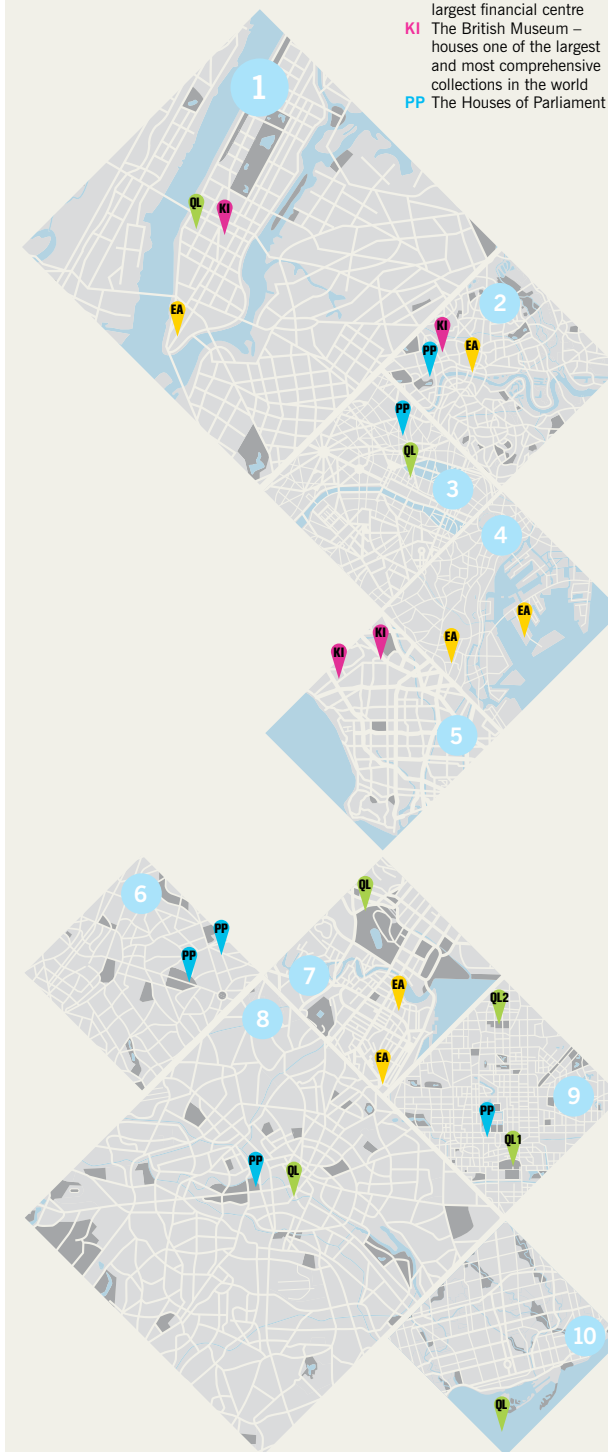 largest financial centre
KI The British Museum –
houses one of the largest
and most comprehensive
collections in the world
PP The Houses of Parliament
1
QL
KI
EA
2
KI
PP
EA
PP
QL
3
4
EA
EA
KI
KI
5
6
QL
PP
PP
7
EA
QL2
8
EA
9
PP
QL1
PP
QL
10
QL